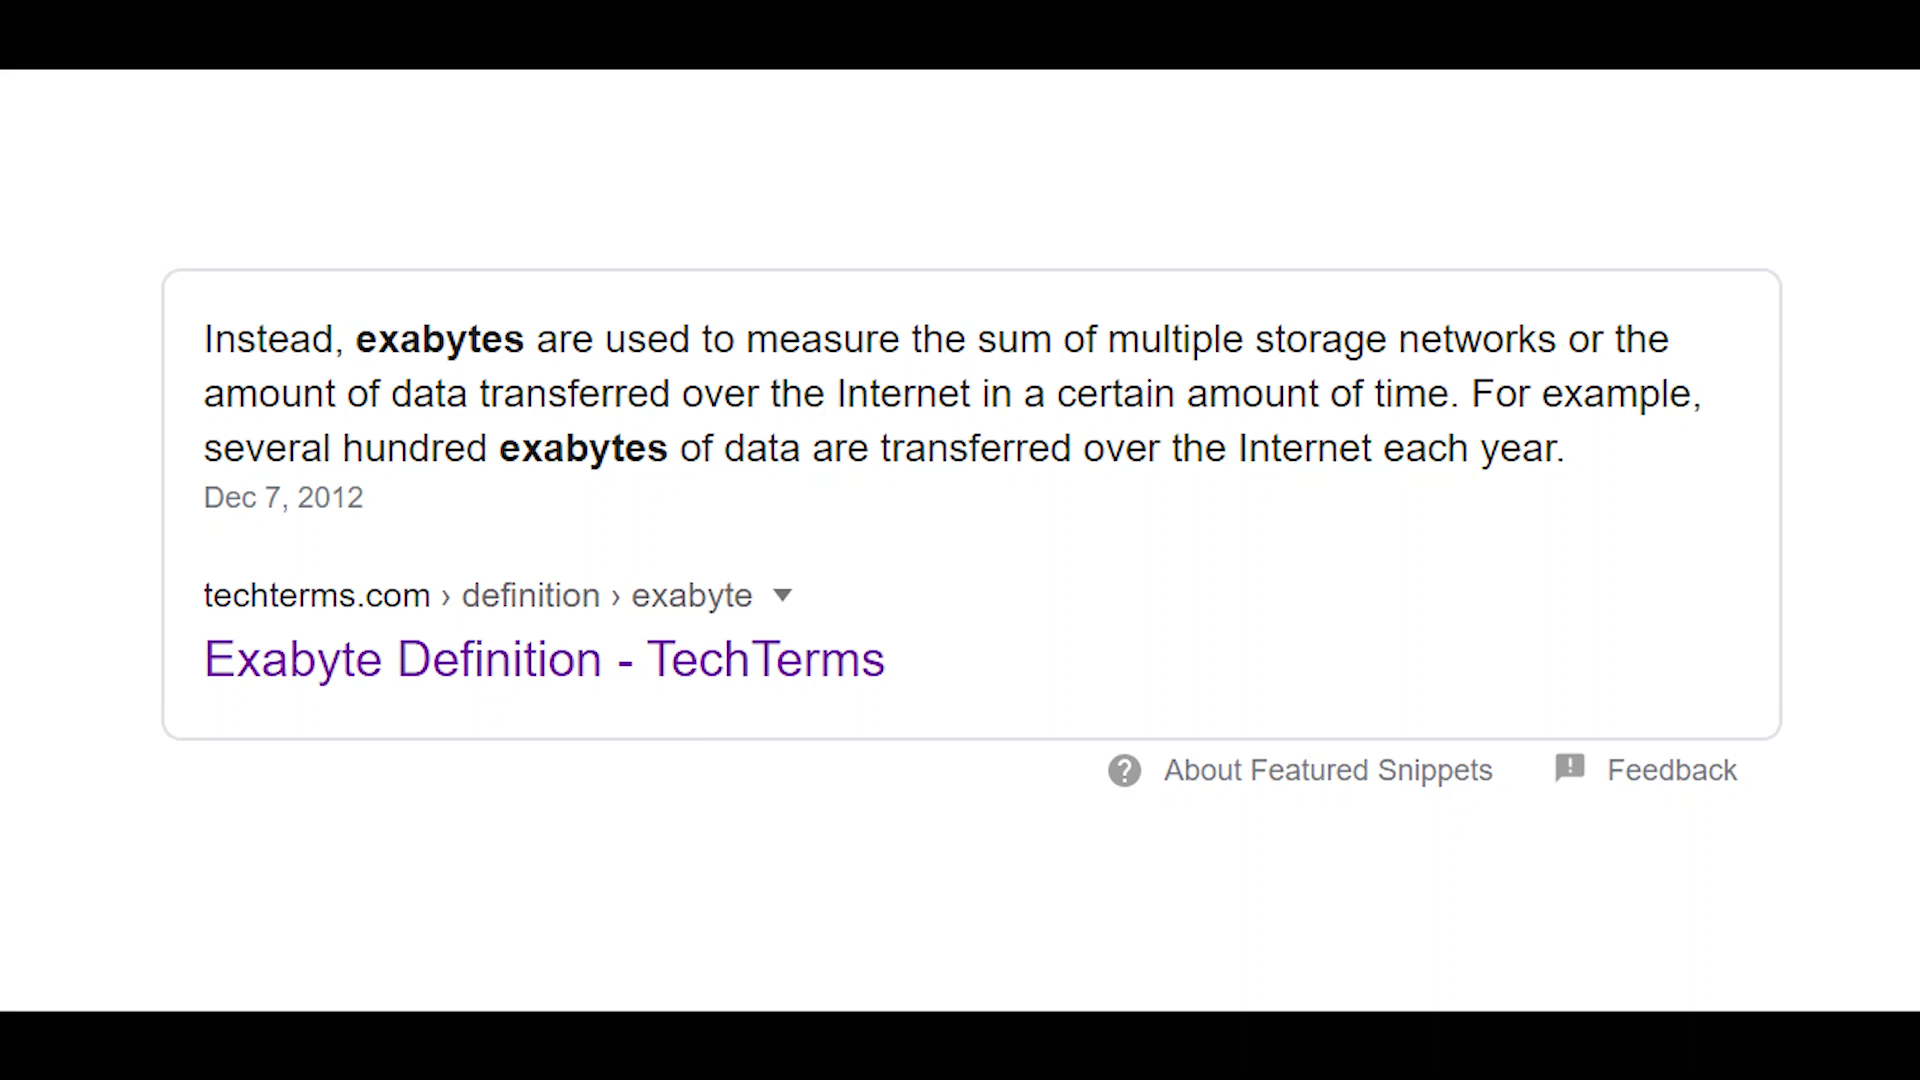 Instead, exabytes are used to measure the sum of multiple storage networks or the
amount of data transferred over the Internet in a certain amount of time. For example,
several hundred exabytes of data are transferred over the Internet each year.
Dec 7, 2012
techterms.com › definition › exabyte
Exabyte Definition - TechTerms
About Featured Snippets Feedback